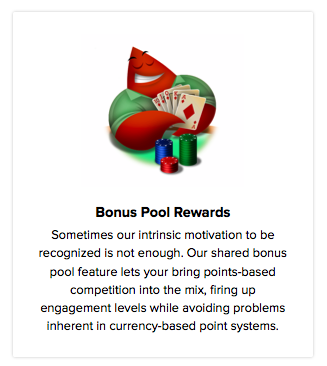 Bonus Pool Rewards
Sometimes our intrinsic motivation to be
recognized is not enough. Our shared bonus
pool feature lets your bring points-based
competition into the mix, firing up
engagement levels while avoiding problems
inherent in currency-based point systems.